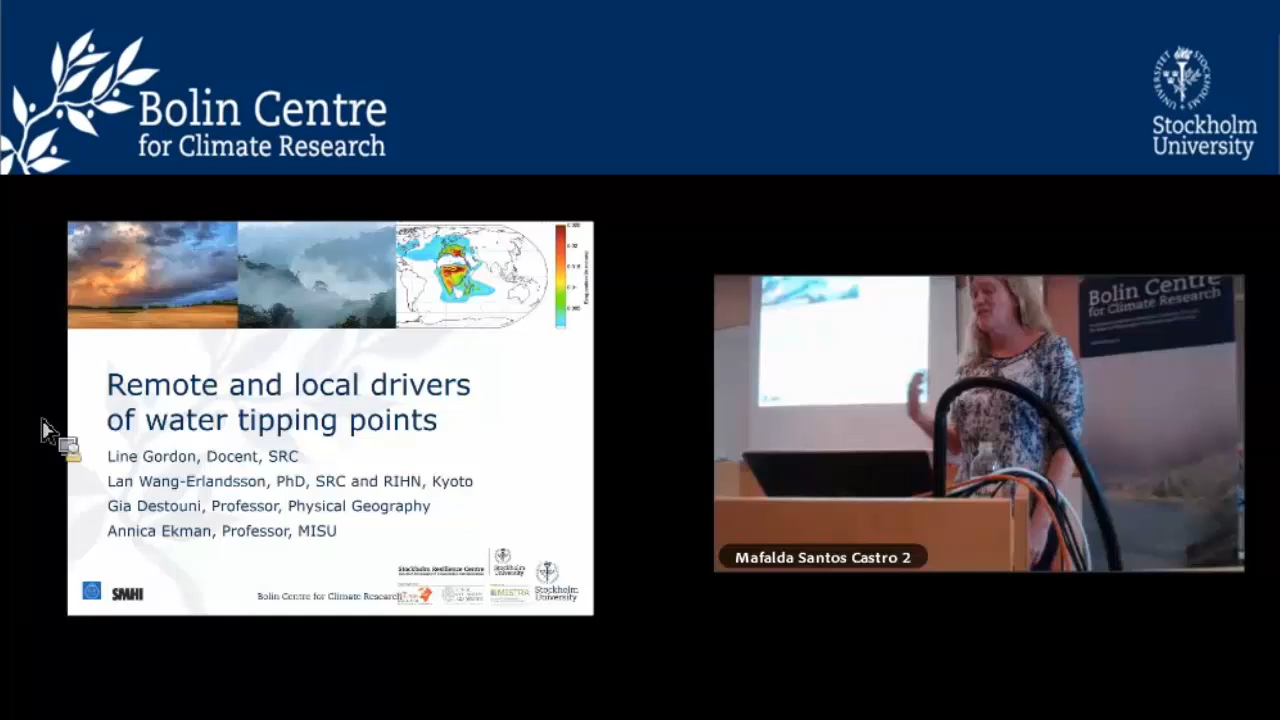 Bolin Centre
for Climate Research
Stockholm
University
Remote and local drivers
of water tipping points
Line Gordon, Docent, SRC
Lan Wang-Erlandsson, PhD, SRC and RIHN, Kyoto
Gia Destouni, Professor, Physical Geography
Annica Ekman, Professor, MISU
Stockholm Resilience Centre
Stockholm
University
SMHI
Bolin Centre for Climate Research
MISTRA
Stockholm
University
Bolin Centre
for Climate Research
Mafalda Santos Castro 2